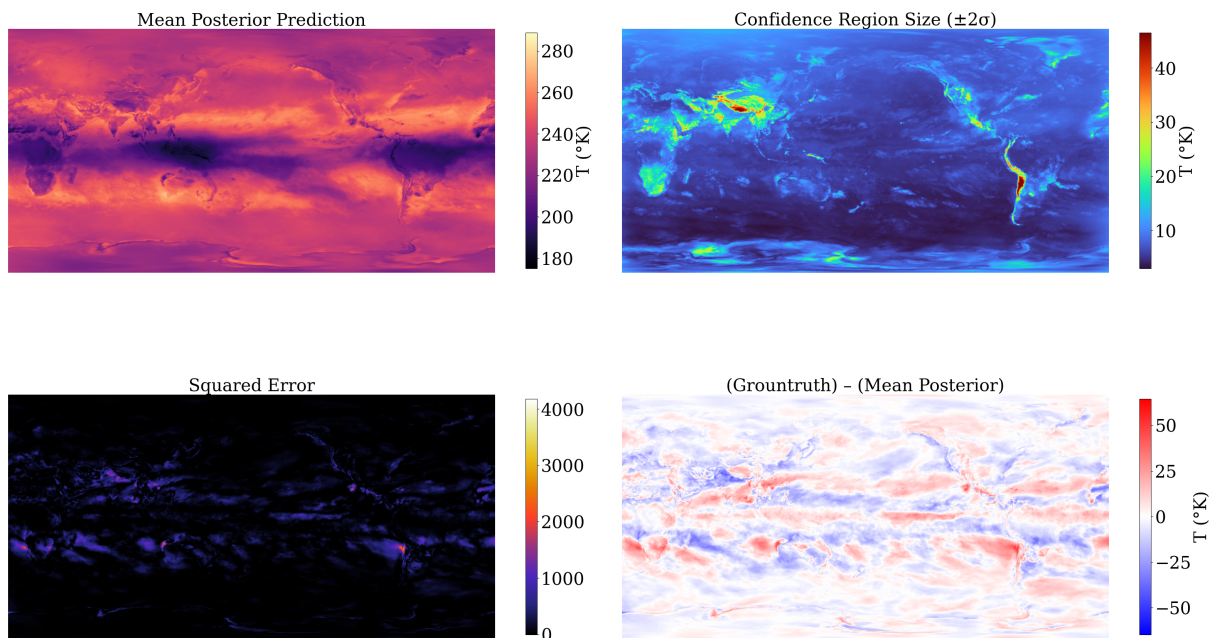 Mean Posterior Prediction
280
260
240
220
200
180
T (°K)
Confidence Region Size (±2σ)
40
30
20
10
T (°K)
Squared Error
4000
3000
2000
1000
0
(Grountruth) – (Mean Posterior)
50
25
0
−25
−50
T (°K)